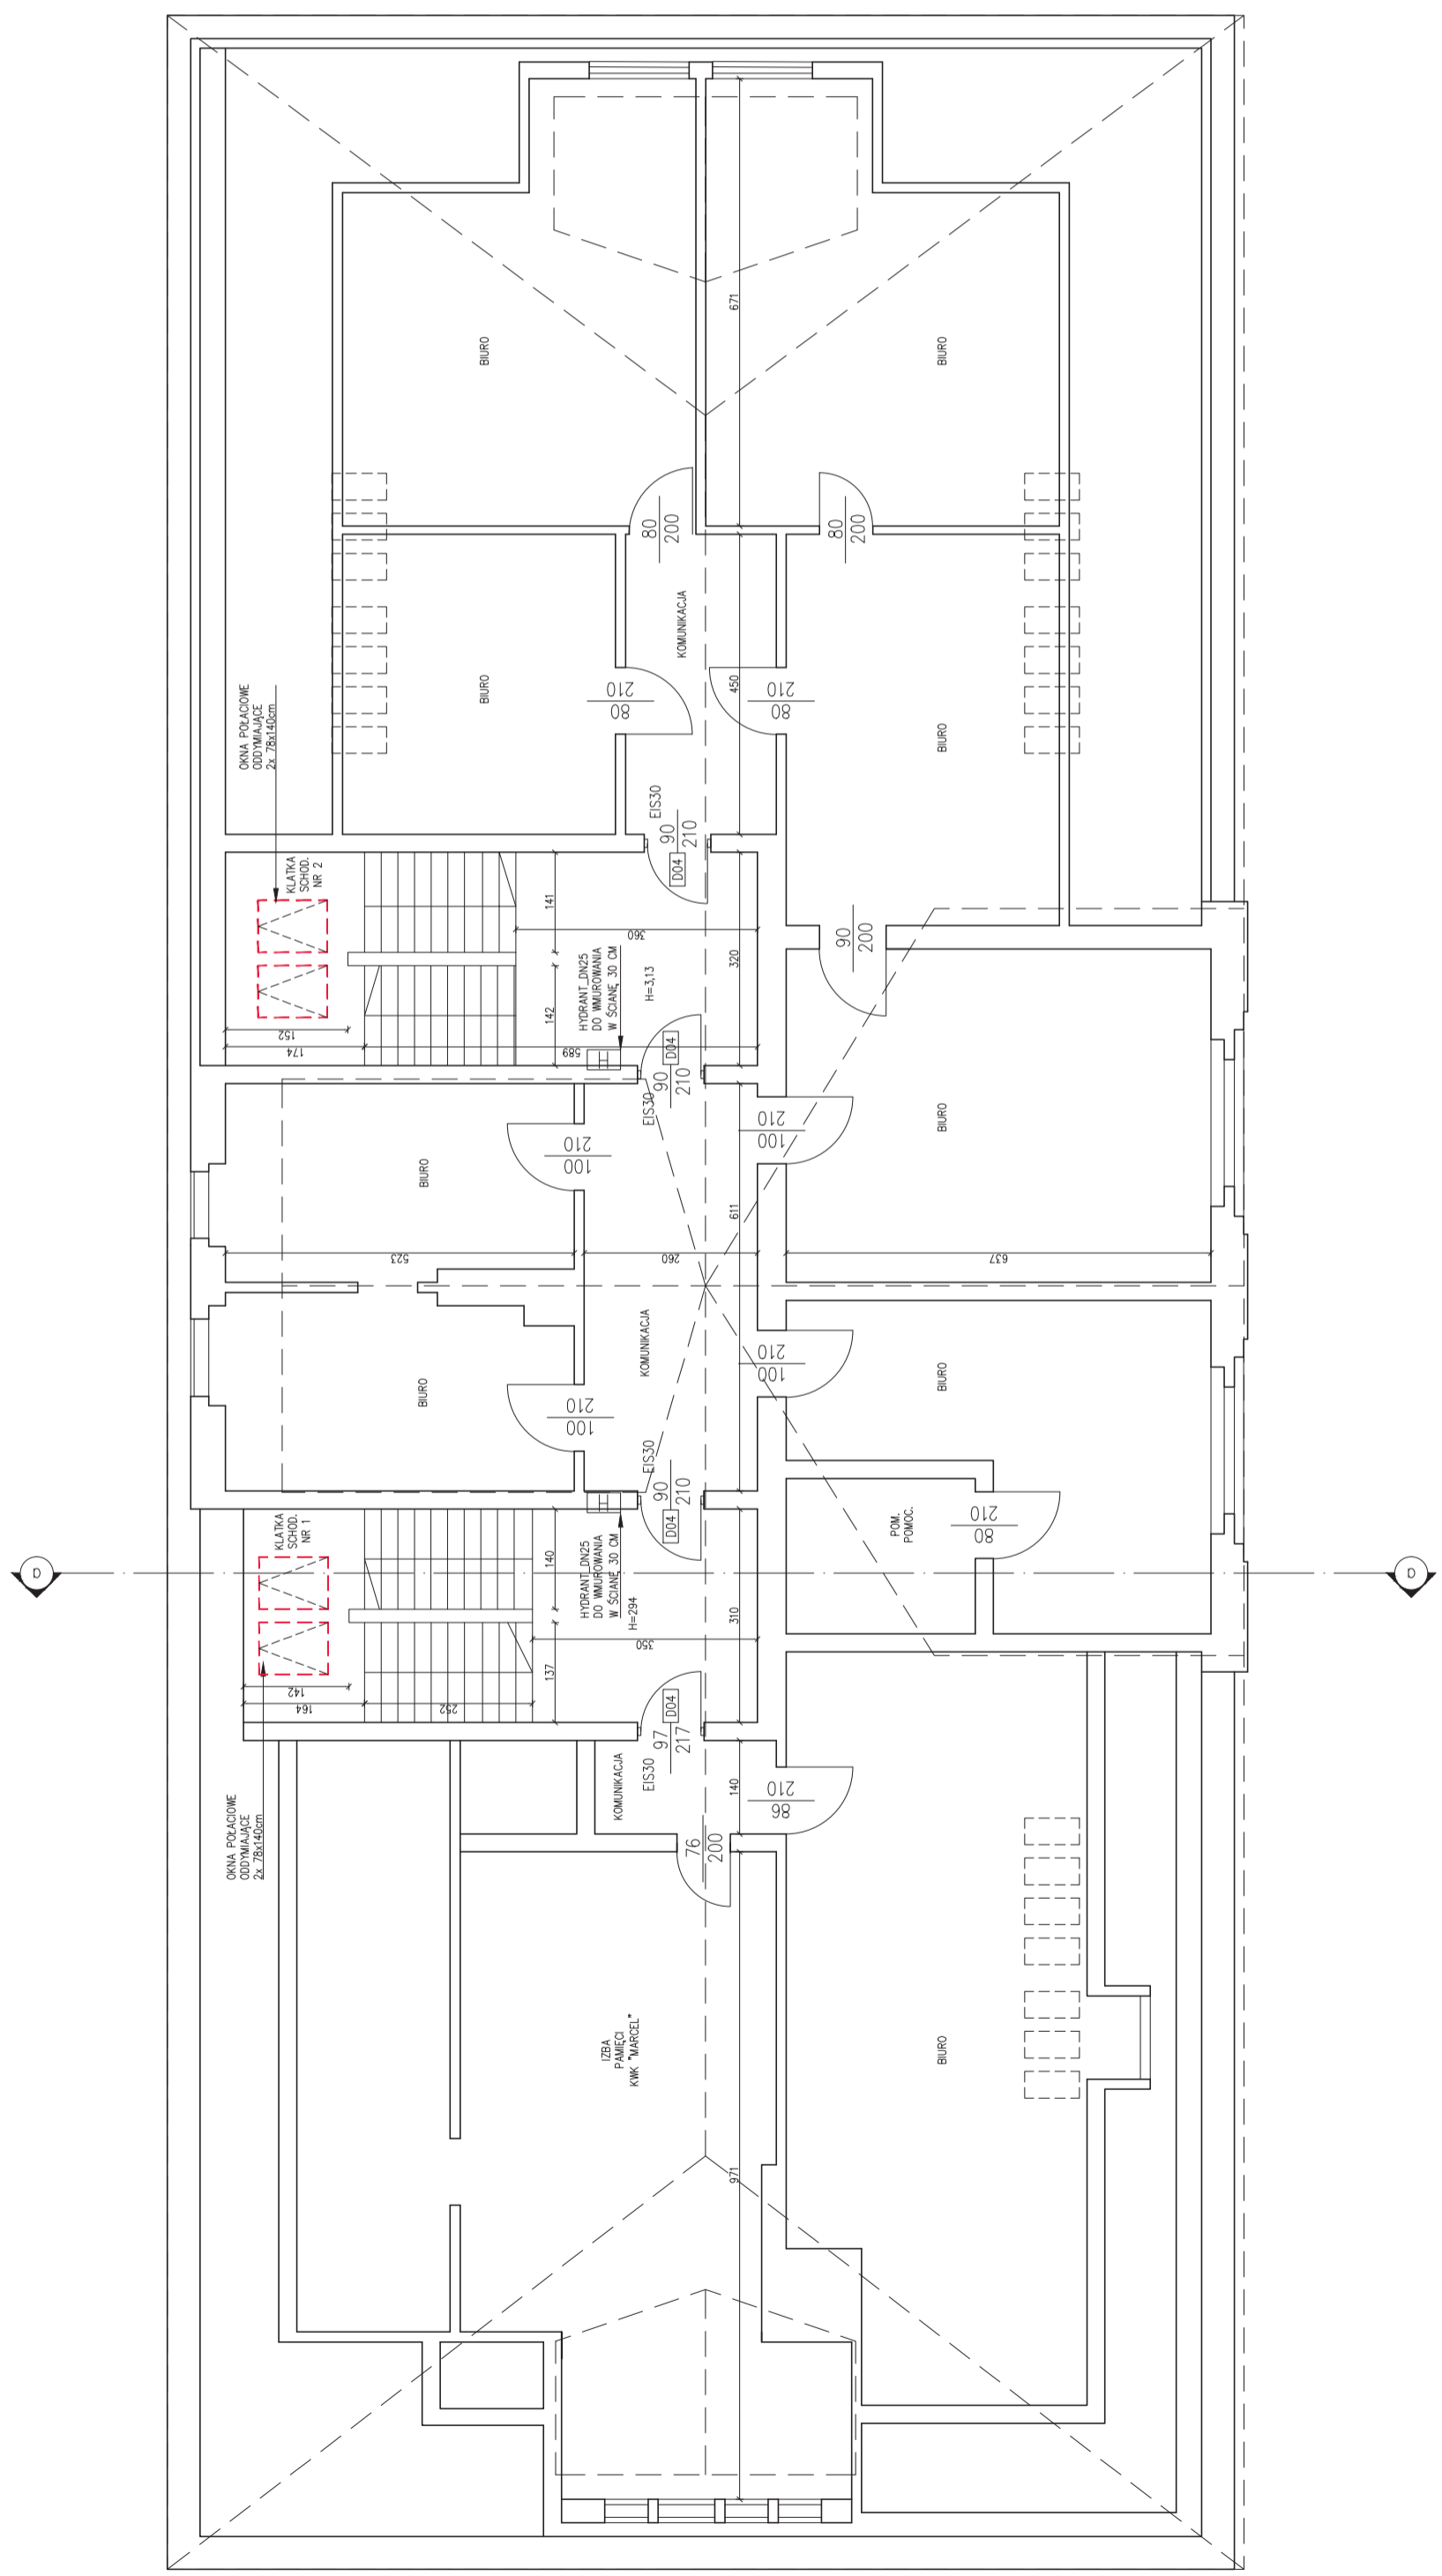 BIURO
BIURO
80
200
80
200
KOMUNIKACJA
671
450
BIURO
BIURO
80
210
80
210
OKNA POŁACIOWE
ODDYMIAJĄCE
2x 78x140cm
EIS30
90
210
D04
KLATKA
SCHOD.
NR 2
141
142
360
320
589
152
174
HYDRANT_DN25
DO WMUROWANIA
W ŚCIANĘ 30 CM
H=3,13
H
90
200
D04
90
210
EIS30
BIURO
100
210
100
210
BIURO
523
260
611
637
KOMUNIKACJA
BIURO
100
210
100
210
BIURO
EIS30
90
210
D04
H
POM.
POMOC.
80
210
KLATKA
SCHOD.
NR 1
HYDRANT_DN25
DO WMUROWANIA
W ŚCIANĘ 30 CM
H=294
140
137
350
310
142
164
252
a
a
D04
97
217
EIS30
KOMUNIKACJA
140
86
210
76
200
OKNA POŁACIOWE
ODDYMIAJĄCE
2x 78x140cm
IZBA
PAMIĘCI
KWK "MARCEL"
BIURO
971